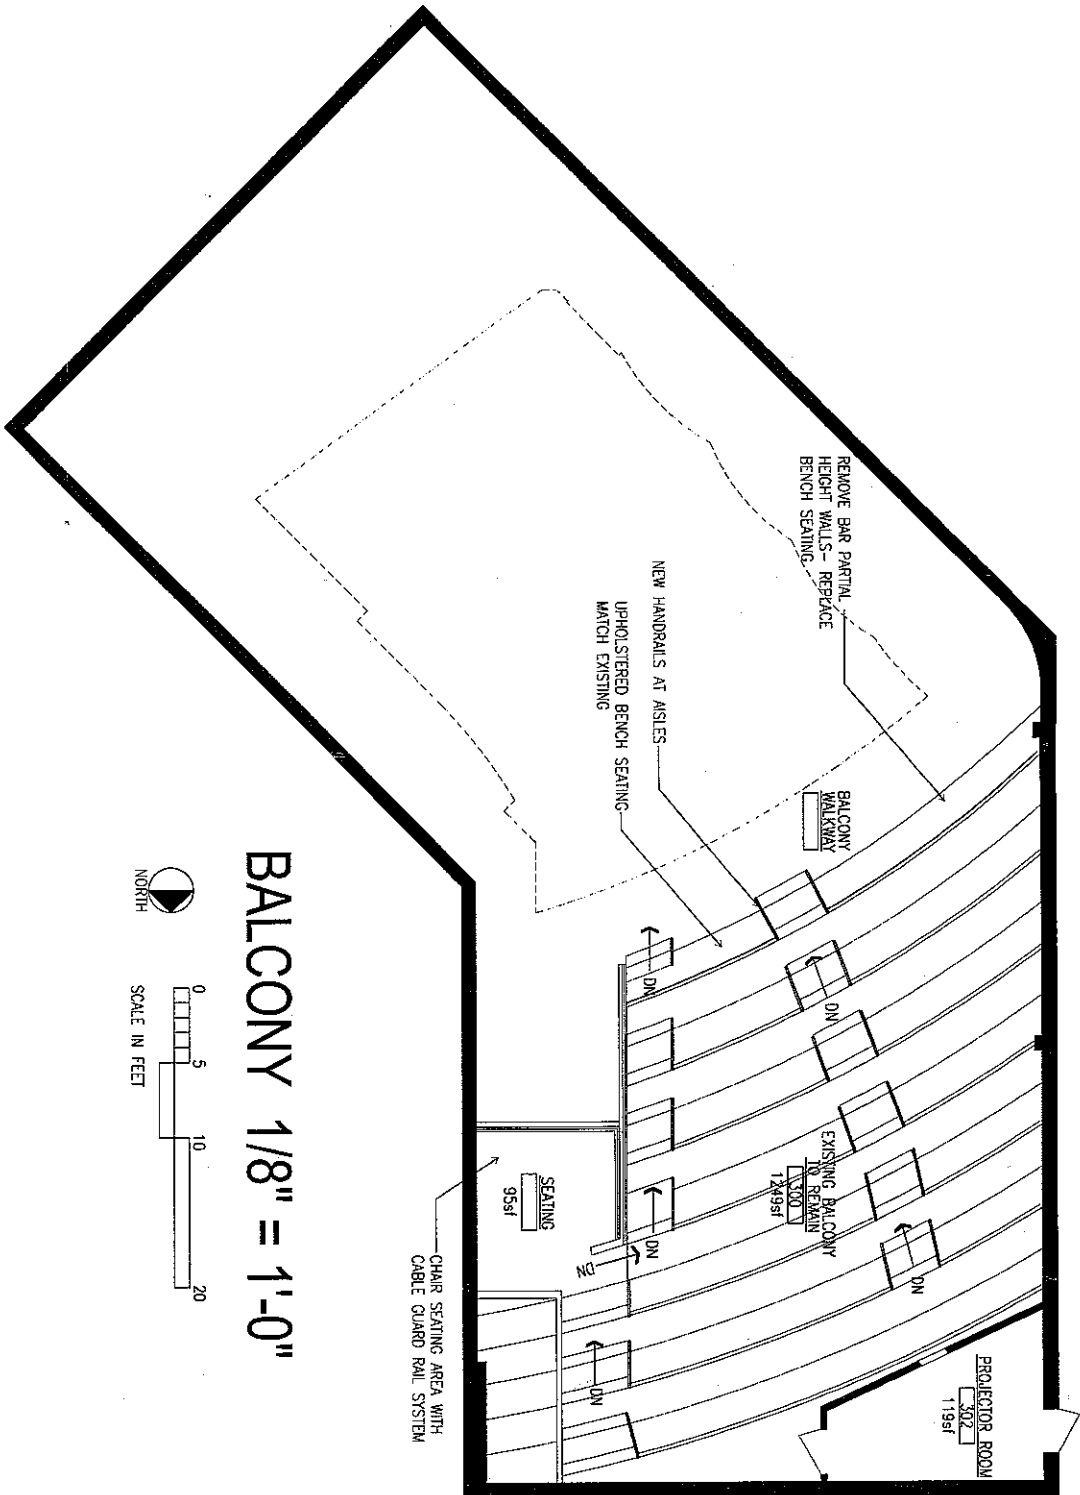 REMOVE BAR PARTIAL
HEIGHT WALLS- REPLACE
BENCH SEATING
NEW HANDRAILS AT AISLES
UPHOLSTERED BENCH SEATING
MATCH EXISTING
BALCONY
WALKWAY
DN
DN
EXISTING BALCONY
TO REMAIN
300
1249sf
DN
DN
DN
DN
SEATING
95sf
CHAIR SEATING AREA WITH
CABLE GUARD RAIL SYSTEM
PROJECTOR ROOM
302
119sf
BALCONY 1/8" = 1'-0"
NORTH
0 5 10 20
SCALE IN FEET